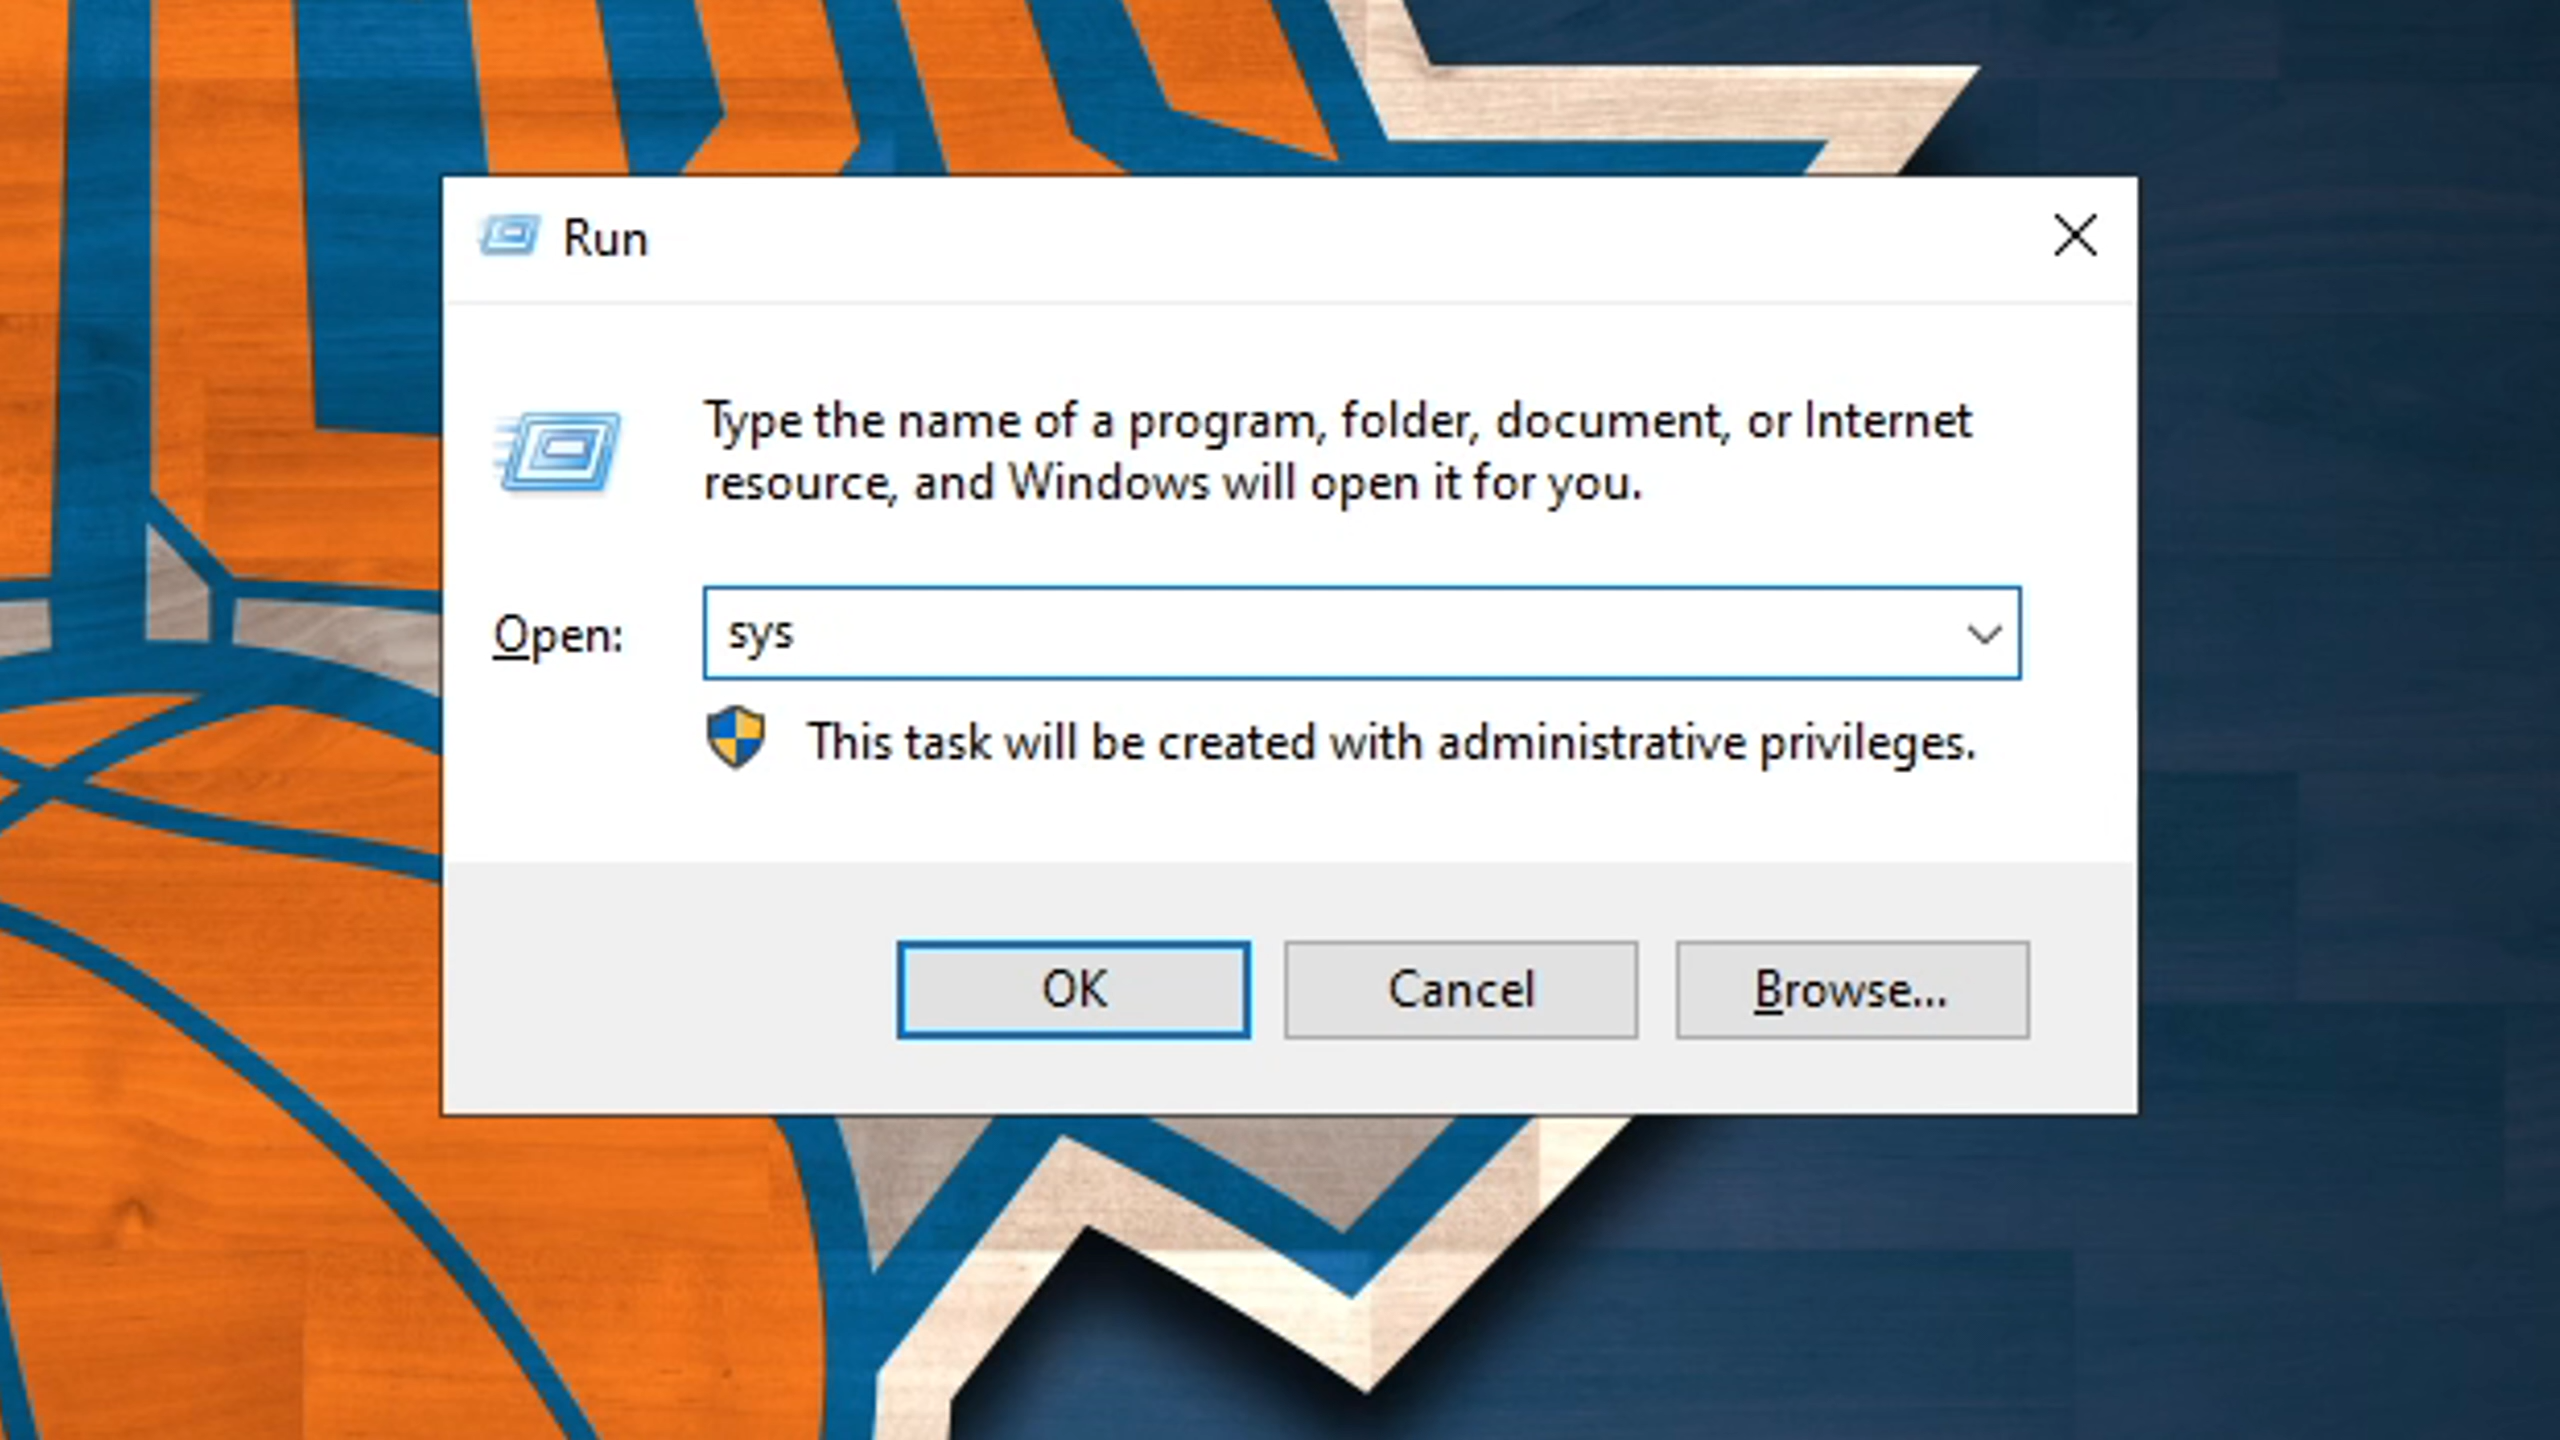 Run
Type the name of a program, folder, document, or Internet
resource, and Windows will open it for you.
Open:
sys
This task will be created with administrative privileges.
OK
Cancel
Browse...